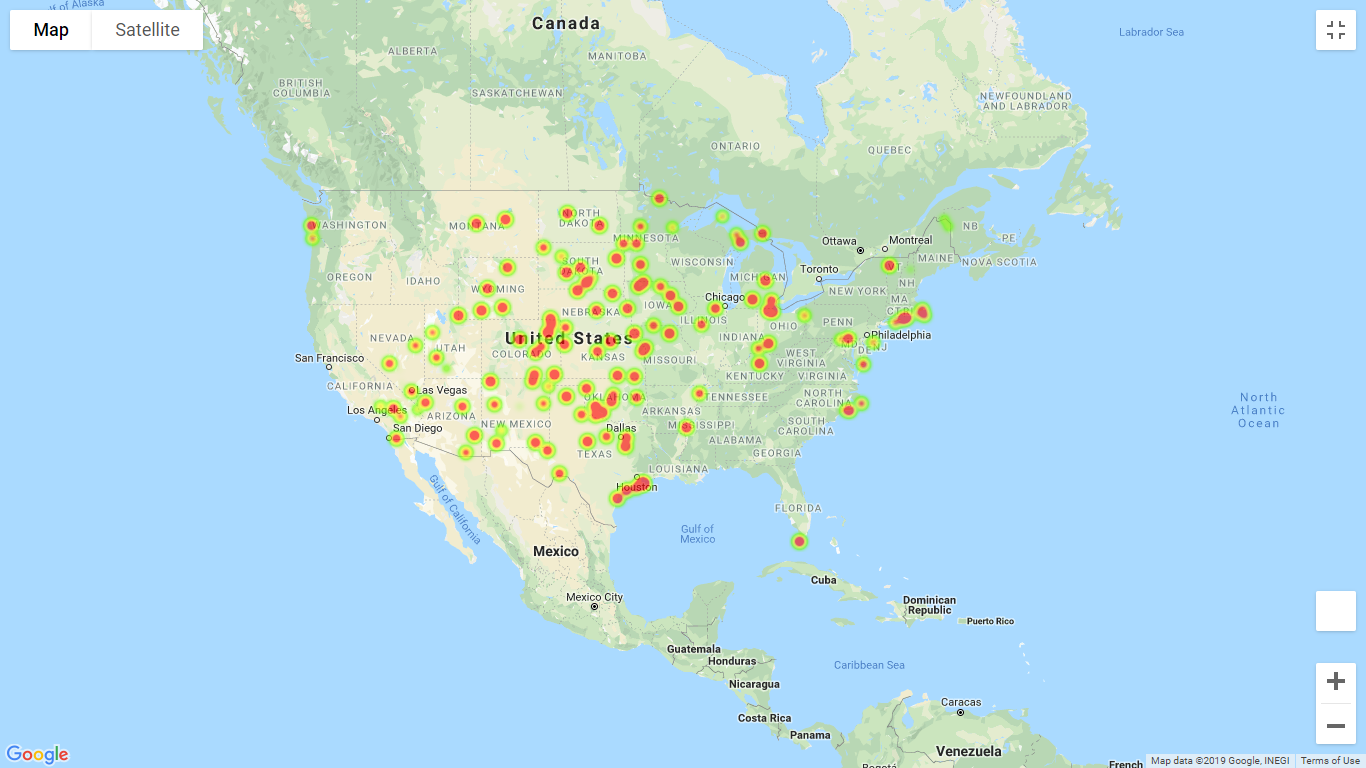 Gulf of Alaska
Map
Satellite
Canada
Labrador Sea
ALBERTA
MANITOBA
BRITISH
COLUMBIA
SASKATCHEWAN
NEWFOUNDLAND
AND LABRADOR
ONTARIO
QUEBEC
NORTH
DAKOTA
WASHINGTON
MONTANA
NB
PE
MINNESOTA
Ottawa
Montreal
NOVA SCOTIA
MAINE
VT
SOUTH
DAKOTA
WISCONSIN
Toronto
OREGON
IDAHO
MICHIGAN
NH
WYOMING
NEW YORK
MA
Chicago
IOWA
CT RI
NEBRASKA
ILLINOIS
OHIO
PENN
NEVADA
United States
Philadelphia
INDIANA
UTAH
MD
DE
NJ
COLORADO
San Francisco
KANSAS
MISSOURI
WEST
VIRGINIA
KENTUCKY
VIRGINIA
CALIFORNIA
Las Vegas
OKLAHOMA
TENNESSEE
NORTH
CAROLINA
Los Angeles
ARIZONA
ARKANSAS
NEW MEXICO
San Diego
Dallas
MISSISSIPPI
SOUTH
CAROLINA
ALABAMA
TEXAS
GEORGIA
LOUISIANA
Houston
Gulf of California
FLORIDA
Gulf of
Mexico
Mexico
North
Atlantic
Ocean
Cuba
Mexico City
Dominican
Republic
Puerto Rico
Guatemala
Honduras
Caribbean Sea
Nicaragua
Caracas
Costa Rica
Panama
Venezuela
Google
Map data ©2019 Google, INEGI
Terms of Use
Bogotá
French